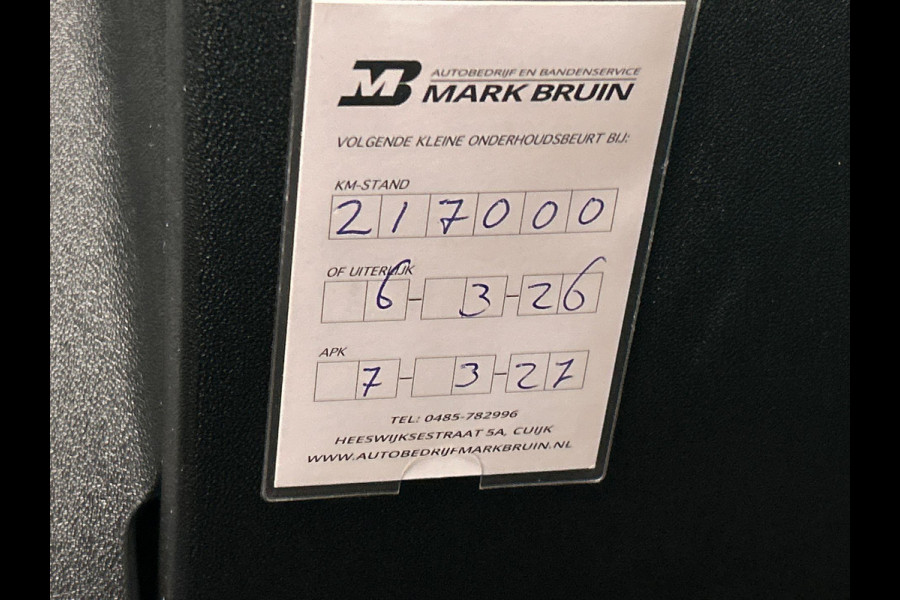 MB AUTOBEDRIJF EN BANDENSERVICE
MARK BRUIN
VOLGENDE KLEINE ONDERHOUDSBEURT BIJ:
KM-STAND
217000
OF UITERLIJK
6-3-26
APK
7-3-27
TEL: 0485-782996
HEESWIJKSESTRAAT 5A, CUIJK
WWW.AUTOBEDRIJFMARKBRUIN.NL